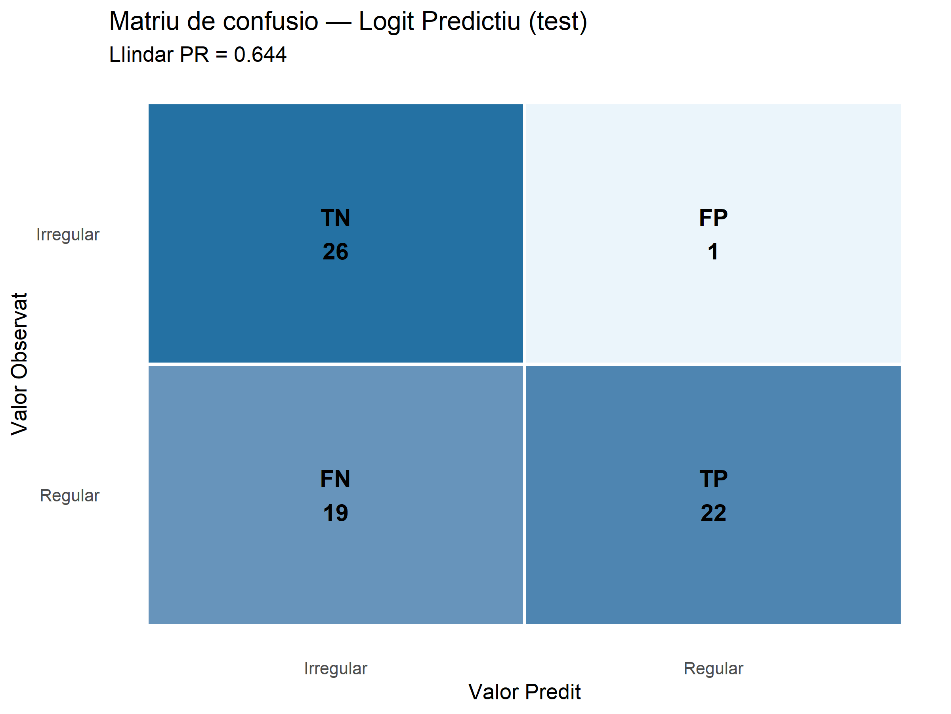 Matriu de confusio — Logit Predictiu (test)
Llindar PR = 0.644
Valor Observat
Irregular
TN
26
FP
1
Regular
FN
19
TP
22
Irregular
Regular
Valor Predit